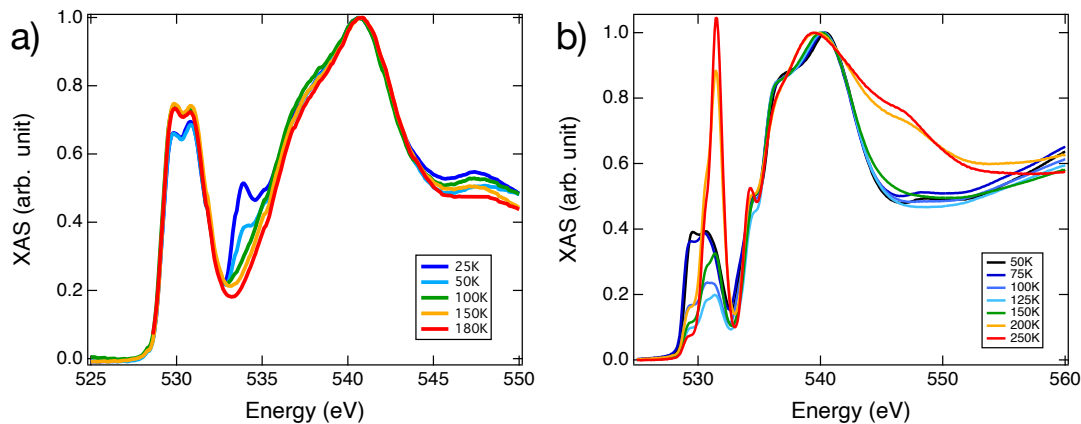 a)
XAS (arb. unit)
1.0
0.8
0.6
0.4
0.2
0.0
525
530
535
540
545
550
Energy (eV)
25K
50K
100K
150K
180K
b)
XAS (arb. unit)
1.0
0.8
0.6
0.4
0.2
0.0
530
540
550
560
Energy (eV)
50K
75K
100K
125K
150K
200K
250K